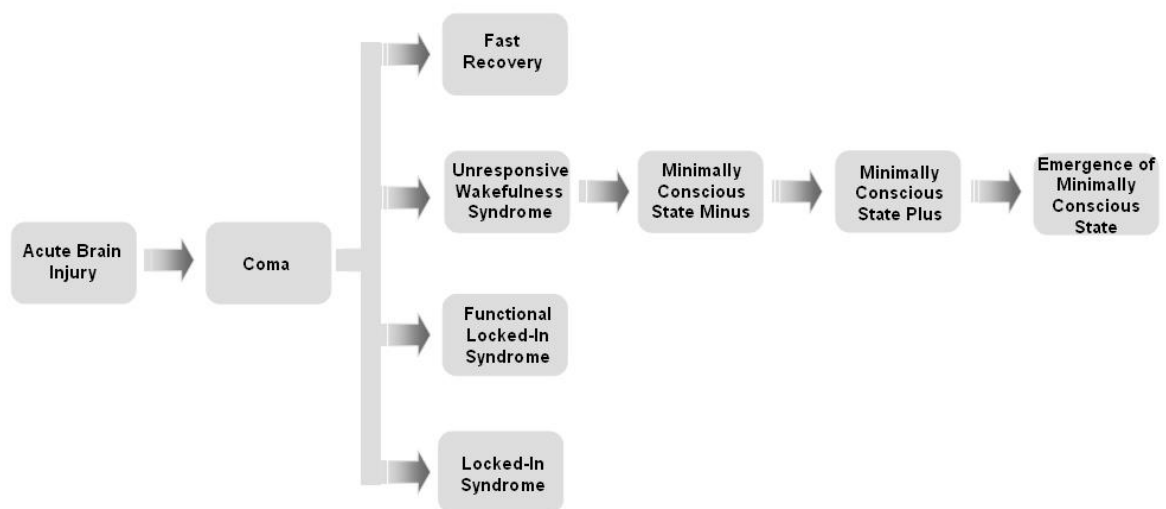 Fast
Recovery
Unresponsive
Wakefulness
Syndrome
Minimally
Conscious
State Minus
Minimally
Conscious
State Plus
Emergence of
Minimally
Conscious
State
Acute Brain
Injury
Coma
Functional
Locked-In
Syndrome
Locked-In
Syndrome